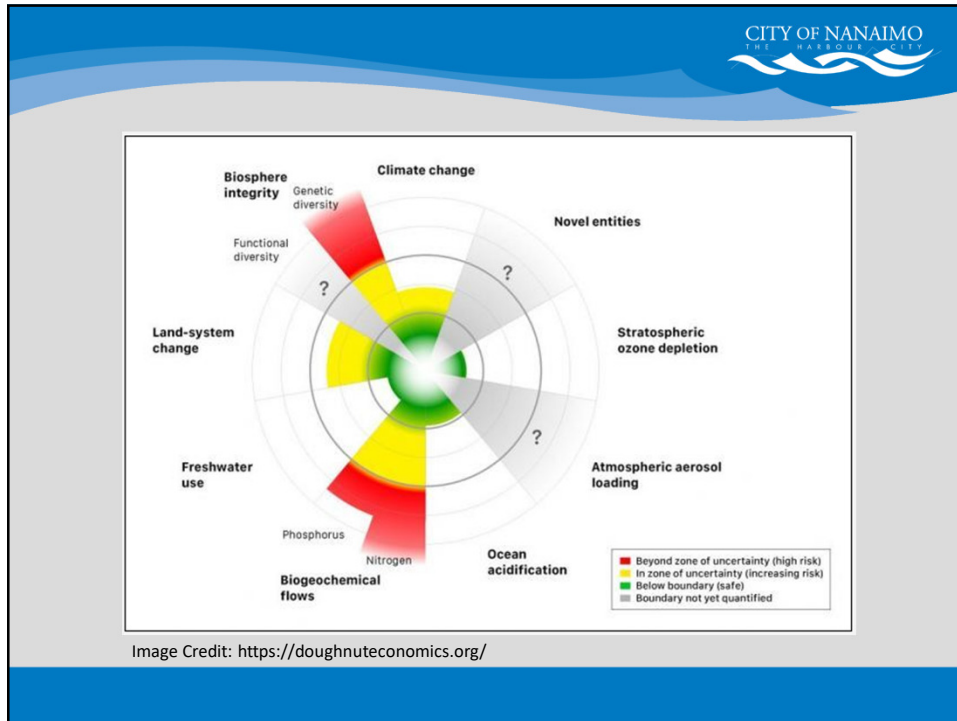 CITY OF NANAIMO
THE HARBOUR CITY
Climate change
Biosphere
integrity
Genetic
diversity
Novel entities
Functional
diversity
?
?
Land-system
change
Stratospheric
ozone depletion
?
Freshwater
use
Atmospheric aerosol
loading
Phosphorus
Nitrogen
Biogeochemical
flows
Ocean
acidification
Beyond zone of uncertainty (high risk)
In zone of uncertainty (increasing risk)
Below boundary (safe)
Boundary not yet quantified
Image Credit: https://doughnuteconomics.org/